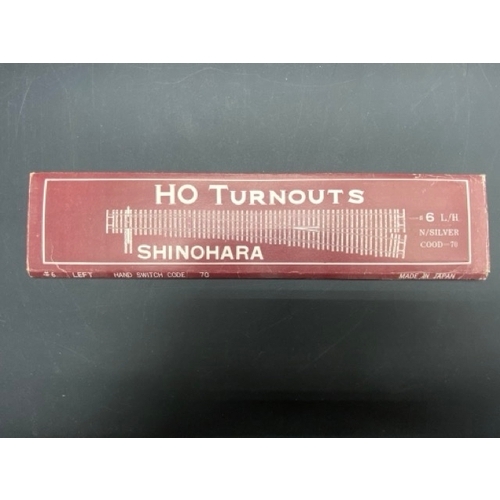 HO TURNOUTS
#6 L/H
N/SILVER
COOD-70
SHINOHARA
#6 LEFT HAND SWITCH CODE 70
MADE IN JAPAN